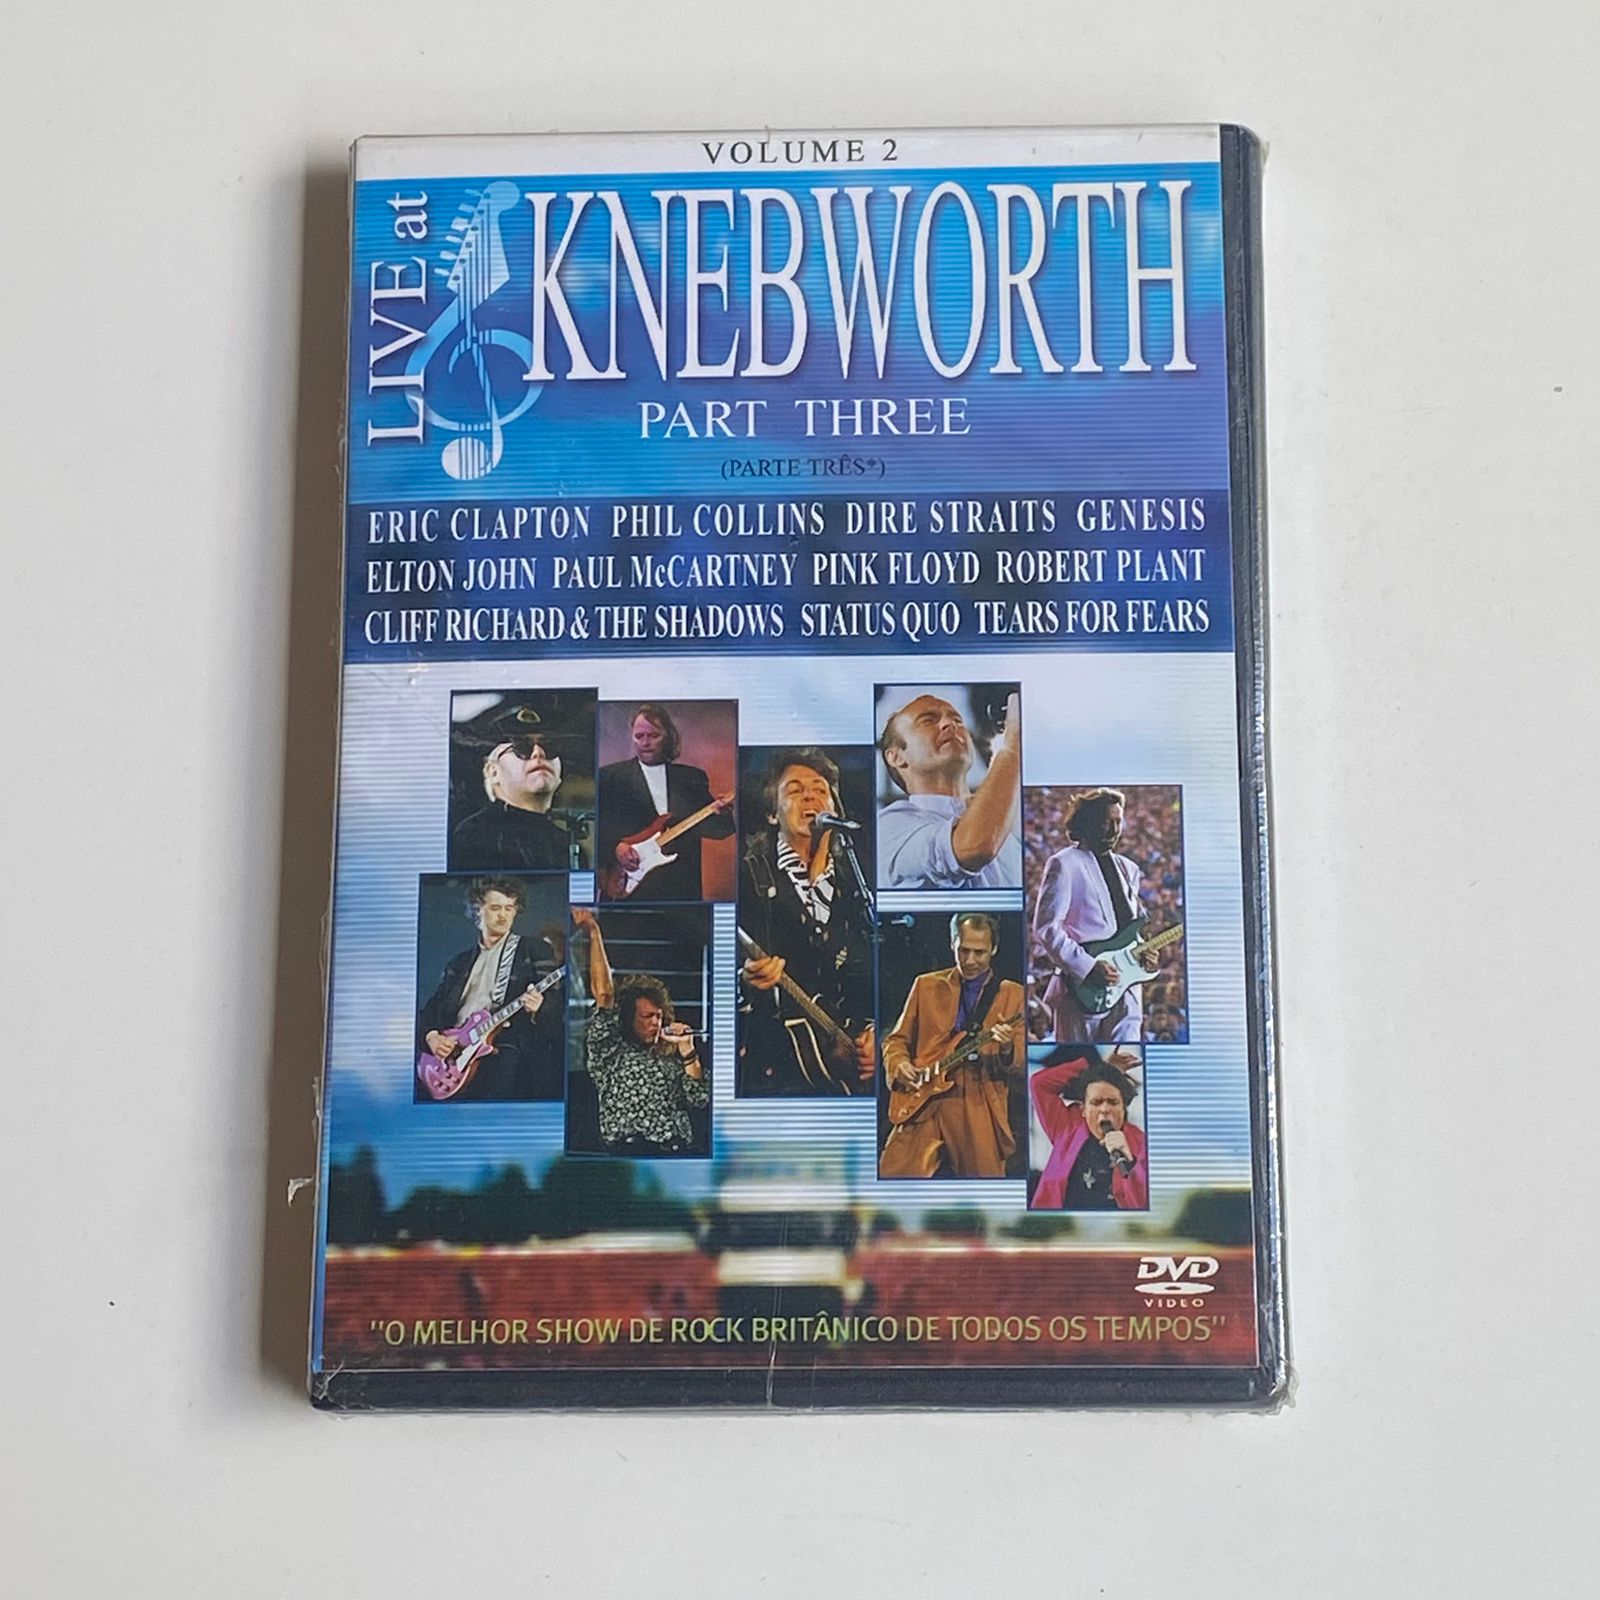 VOLUME 2
LIVE at
KNEBWORTH
PART THREE
(PARTE TRÊS*)
ERIC CLAPTON PHIL COLLINS DIRE STRAITS GENESIS
ELTON JOHN PAUL McCARTNEY PINK FLOYD ROBERT PLANT
CLIFF RICHARD & THE SHADOWS STATUS QUO TEARS FOR FEARS
DVD
VIDEO
"O MELHOR SHOW DE ROCK BRITÂNICO DE TODOS OS TEMPOS"